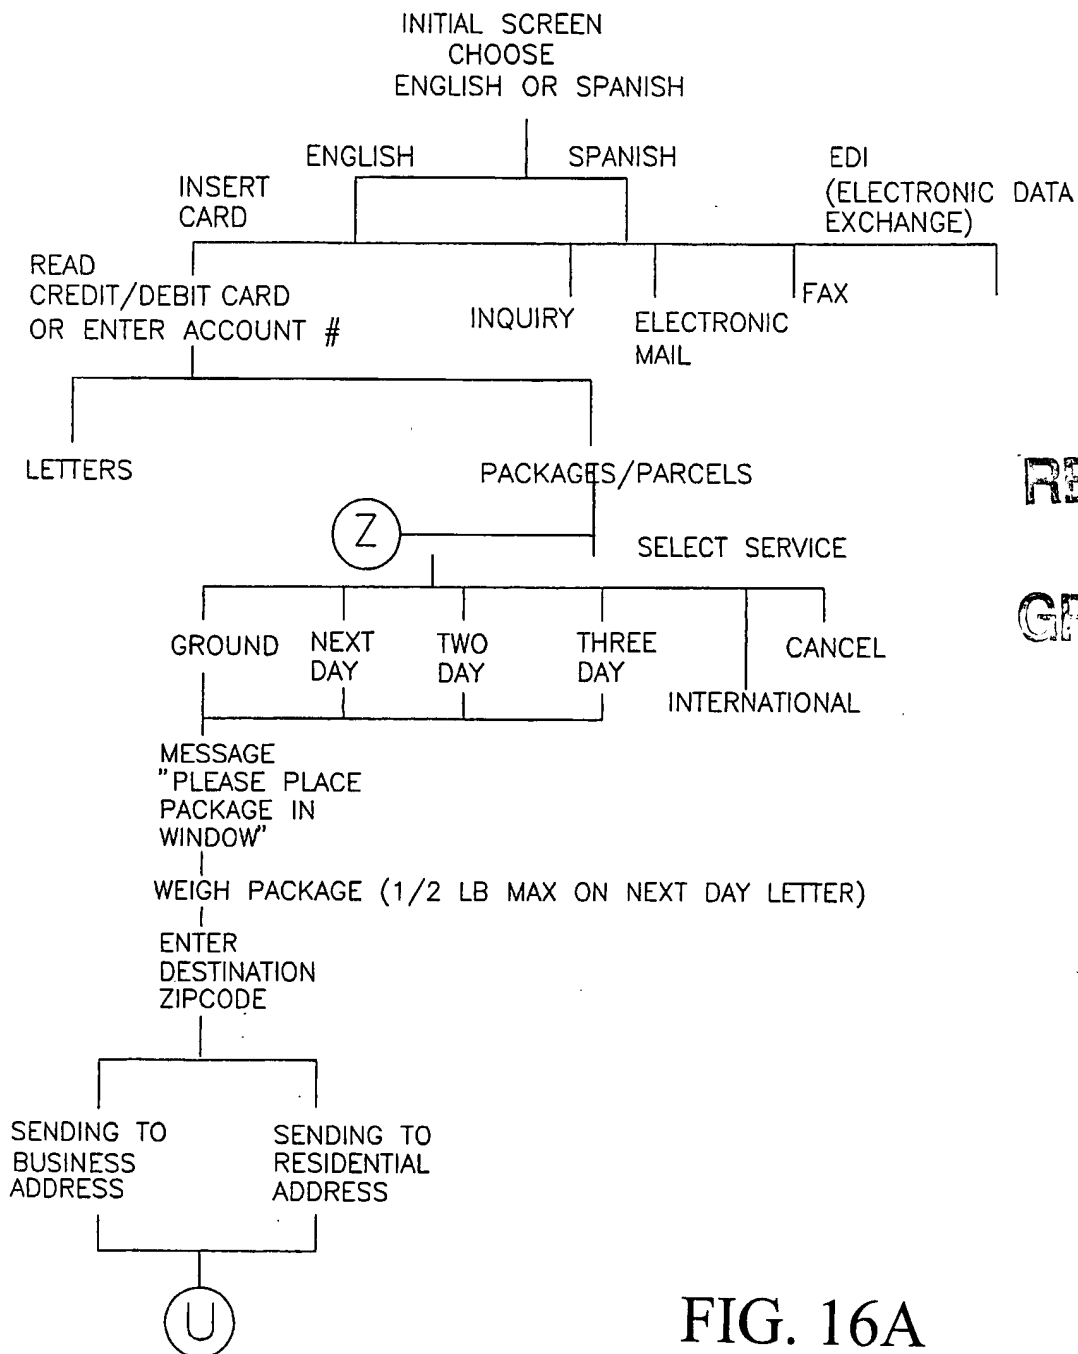 INITIAL SCREEN
CHOOSE
ENGLISH OR SPANISH
ENGLISH
SPANISH
EDI
(ELECTRONIC DATA
EXCHANGE)
INSERT
CARD
READ
CREDIT/DEBIT CARD
OR ENTER ACCOUNT #
INQUIRY
ELECTRONIC
MAIL
FAX
LETTERS
PACKAGES/PARCELS
Z
SELECT SERVICE
GROUND
NEXT
DAY
TWO
DAY
THREE
DAY
INTERNATIONAL
CANCEL
MESSAGE
"PLEASE PLACE
PACKAGE IN
WINDOW"
WEIGH PACKAGE (1/2 LB MAX ON NEXT DAY LETTER)
ENTER
DESTINATION
ZIPCODE
SENDING TO
BUSINESS
ADDRESS
SENDING TO
RESIDENTIAL
ADDRESS
U
FIG. 16A